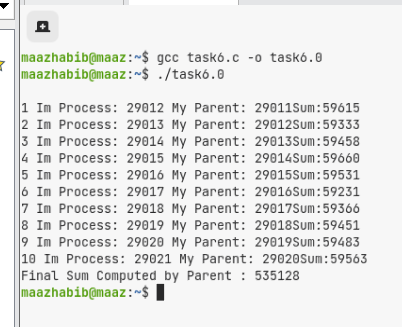 maazhabib@maaz:~$ gcc task6.c -o task6.0
maazhabib@maaz:~$ ./task6.0
1 Im Process: 29012 My Parent: 29011Sum:59615
2 Im Process: 29013 My Parent: 29012Sum:59333
3 Im Process: 29014 My Parent: 29013Sum:59458
4 Im Process: 29015 My Parent: 29014Sum:59660
5 Im Process: 29016 My Parent: 29015Sum:59531
6 Im Process: 29017 My Parent: 29016Sum:59231
7 Im Process: 29018 My Parent: 29017Sum:59366
8 Im Process: 29019 My Parent: 29018Sum:59451
9 Im Process: 29020 My Parent: 29019Sum:59483
10 Im Process: 29021 My Parent: 29020Sum:59563
Final Sum Computed by Parent : 535128
maazhabib@maaz:~$